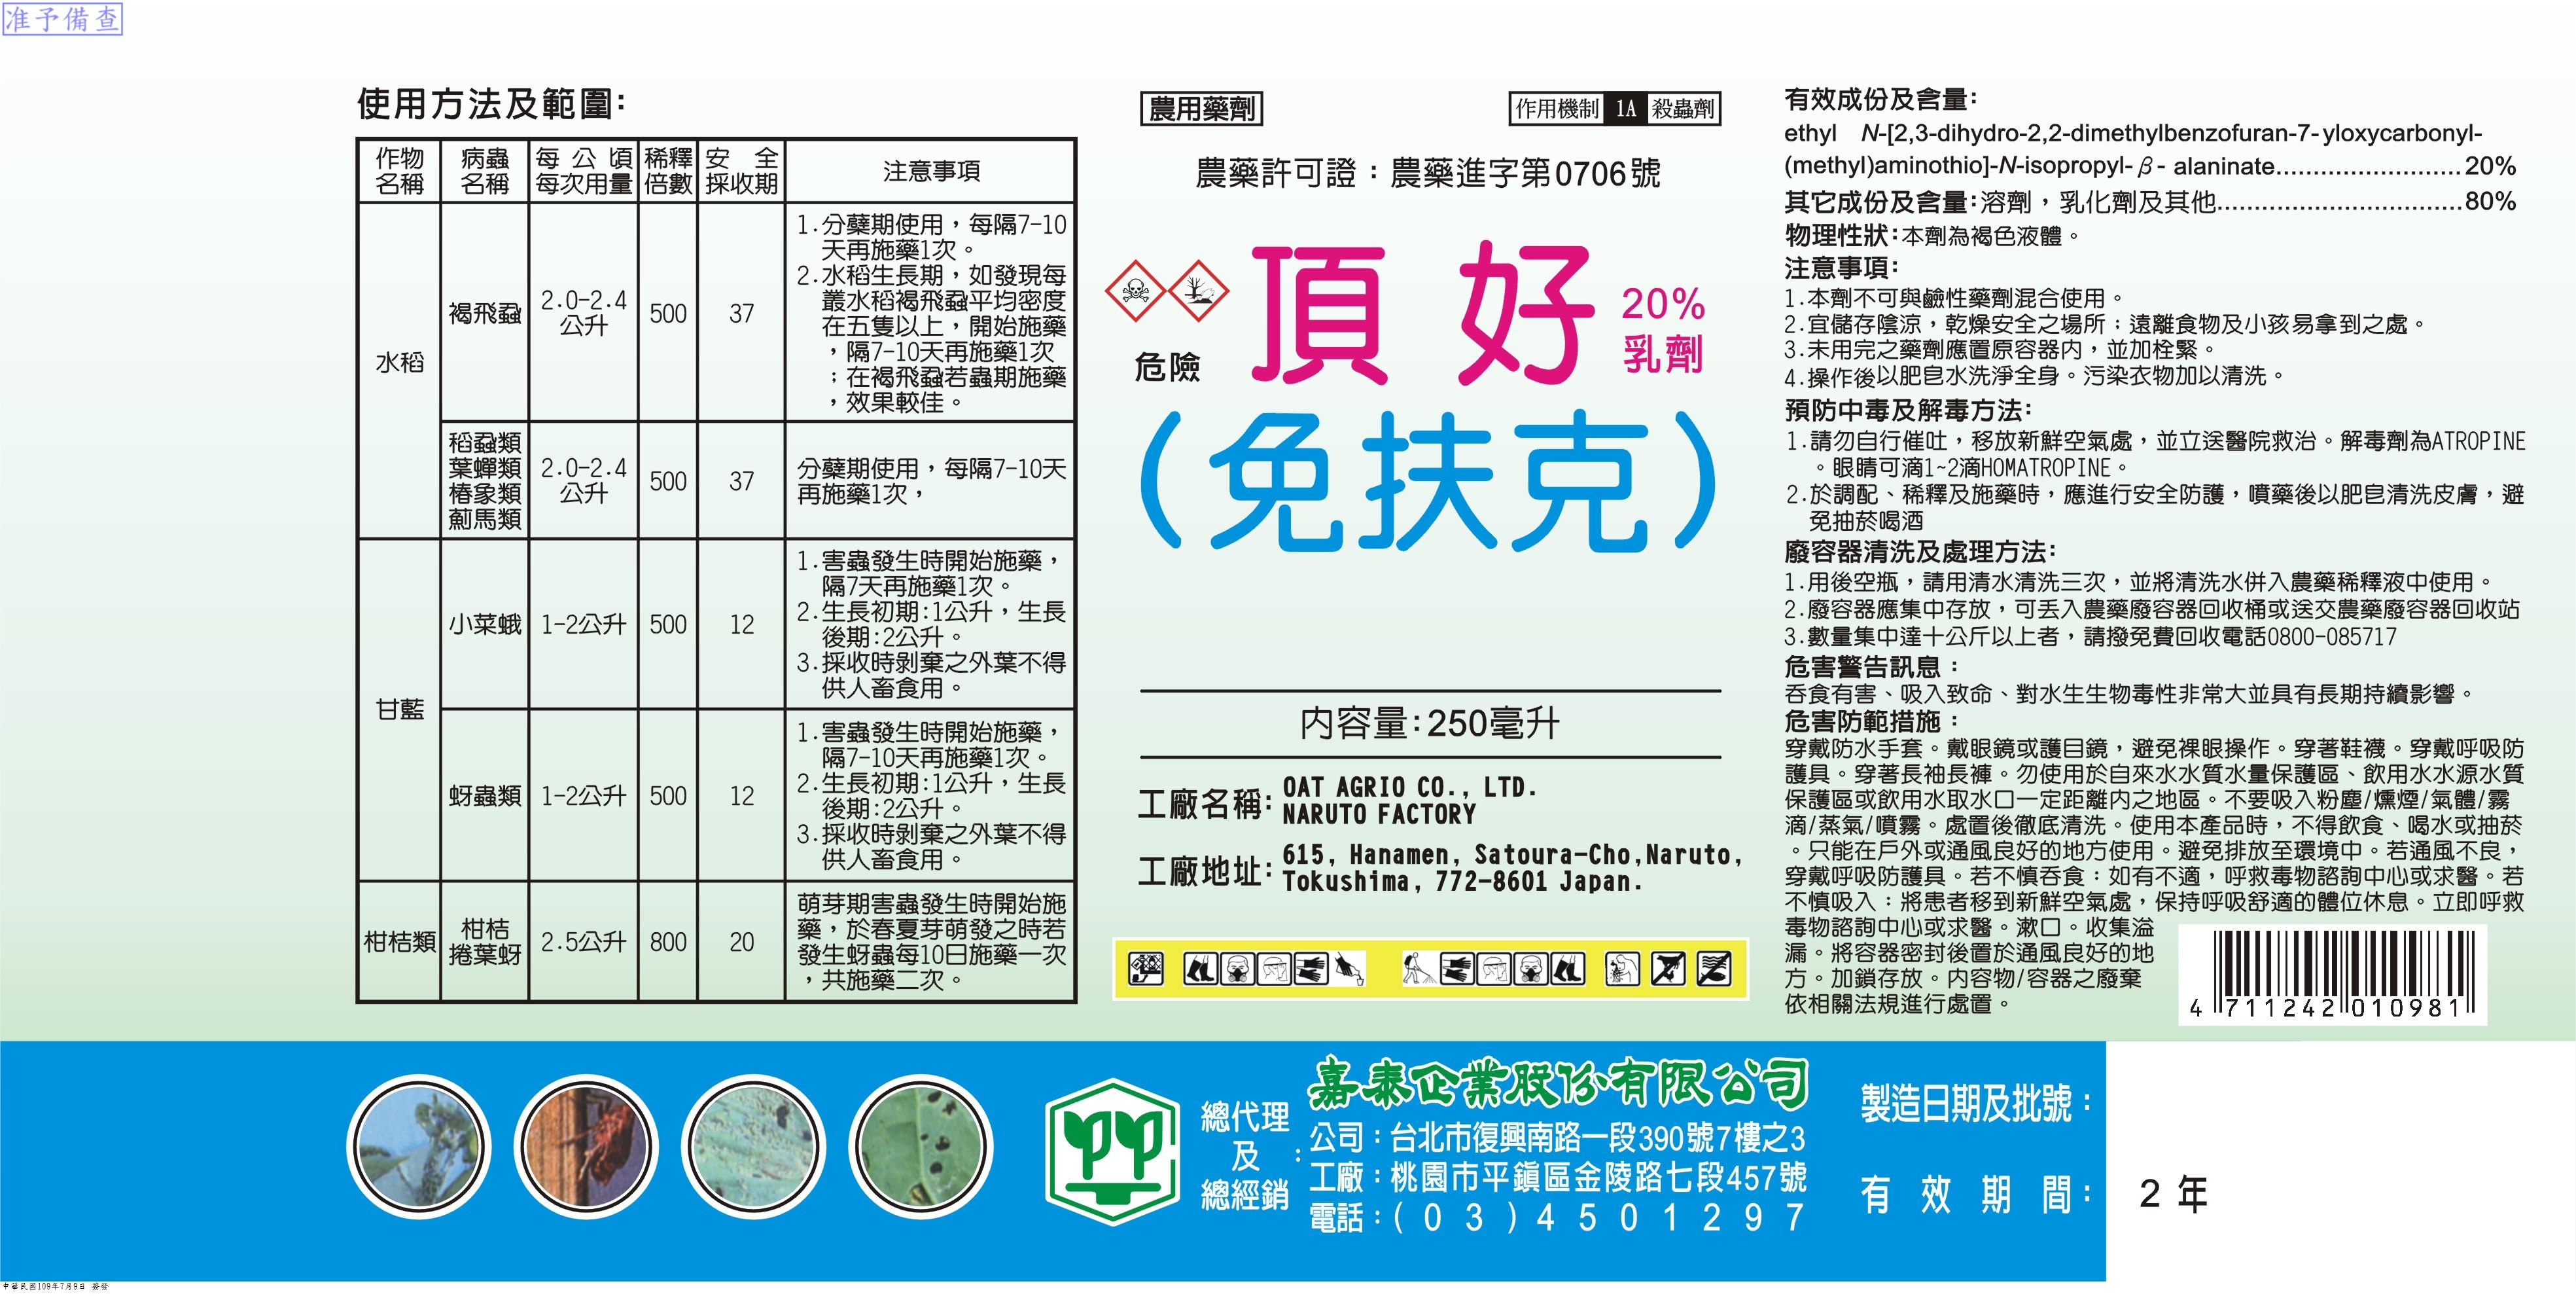 准予備查
使用方法及範圍:
作物名稱 病蟲名稱 每公頃每次用量 稀釋倍數 安全採收期 注意事項
水稻
褐飛蝨 2.0-2.4公升 500 37
1.分蘗期使用，每隔7-10
天再施藥1次。
2.水稻生長期，如發現每
叢水稻褐飛蝨平均密度
在五隻以上，開始施藥
，隔7-10天再施藥1次
；在褐飛蝨若蟲期施藥
，效果較佳。
稻蝨類
葉蟬類
椿象類
薊馬類
2.0-2.4公升 500 37
分蘗期使用，每隔7-10天
再施藥1次，
甘藍
小菜蛾 1-2公升 500 12
1.害蟲發生時開始施藥，
隔7天再施藥1次。
2.生長初期:1公升，生長
後期:2公升。
3.採收時剝棄之外葉不得
供人畜食用。
蚜蟲類 1-2公升 500 12
1.害蟲發生時開始施藥，
隔7-10天再施藥1次。
2.生長初期:1公升，生長
後期:2公升。
3.採收時剝棄之外葉不得
供人畜食用。
柑桔類 柑桔捲葉蚜 2.5公升 800 20
萌芽期害蟲發生時開始施
藥，於春夏芽萌發之時若
發生蚜蟲每10日施藥一次
，共施藥二次。
農用藥劑
作用機制 1A 殺蟲劑
農藥許可證：農藥進字第0706號
危險
頂好
20%
乳劑
(免扶克)
內容量:250毫升
工廠名稱: OAT AGRIO CO., LTD.
NARUTO FACTORY
工廠地址: 615, Hanamen, Satoura-Cho,Naruto,
Tokushima, 772-8601 Japan.
有效成份及含量:
ethyl N-[2,3-dihydro-2,2-dimethylbenzofuran-7-yloxycarbonyl-
(methyl)aminothio]-N-isopropyl-β- alaninate.........................20%
其它成份及含量:溶劑，乳化劑及其他.................................80%
物理性狀:本劑為褐色液體。
注意事項:
1.本劑不可與鹼性藥劑混合使用。
2.宜儲存陰涼，乾燥安全之場所；遠離食物及小孩易拿到之處。
3.未用完之藥劑應置原容器內，並加栓緊。
4.操作後以肥皂水洗淨全身。污染衣物加以清洗。
預防中毒及解毒方法:
1.請勿自行催吐，移放新鮮空氣處，並立送醫院救治。解毒劑為ATROPINE
。眼睛可滴1~2滴HOMATROPINE。
2.於調配、稀釋及施藥時，應進行安全防護，噴藥後以肥皂清洗皮膚，避
免抽菸喝酒
廢容器清洗及處理方法:
1.用後空瓶，請用清水清洗三次，並將清洗水併入農藥稀釋液中使用。
2.廢容器應集中存放，可丟入農藥廢容器回收桶或送交農藥廢容器回收站
3.數量集中達十公斤以上者，請撥免費回收電話0800-085717
危害警告訊息：
吞食有害、吸入致命、對水生生物毒性非常大並具有長期持續影響。
危害防範措施：
穿戴防水手套。戴眼鏡或護目鏡，避免裸眼操作。穿著鞋襪。穿戴呼吸防
護具。穿著長袖長褲。勿使用於自來水水質水量保護區、飲用水水源水質
保護區或飲用水取水口一定距離內之地區。不要吸入粉塵/燻煙/氣體/霧
滴/蒸氣/噴霧。處置後徹底清洗。使用本產品時，不得飲食、喝水或抽菸
。只能在戶外或通風良好的地方使用。避免排放至環境中。若通風不良，
穿戴呼吸防護具。若不慎吞食：如有不適，呼救毒物諮詢中心或求醫。若
不慎吸入：將患者移到新鮮空氣處，保持呼吸舒適的體位休息。立即呼救
毒物諮詢中心或求醫。漱口。收集溢
漏。將容器密封後置於通風良好的地
方。加鎖存放。內容物/容器之廢棄
依相關法規進行處置。
4 711242 010981
總代理
及
總經銷
:
嘉泰企業股份有限公司
公司：台北市復興南路一段390號7樓之3
工廠：桃園市平鎮區金陵路七段457號
電話：(03)4501297
製造日期及批號：
有效期間： 2年
中華民國109年7月9日 簽發